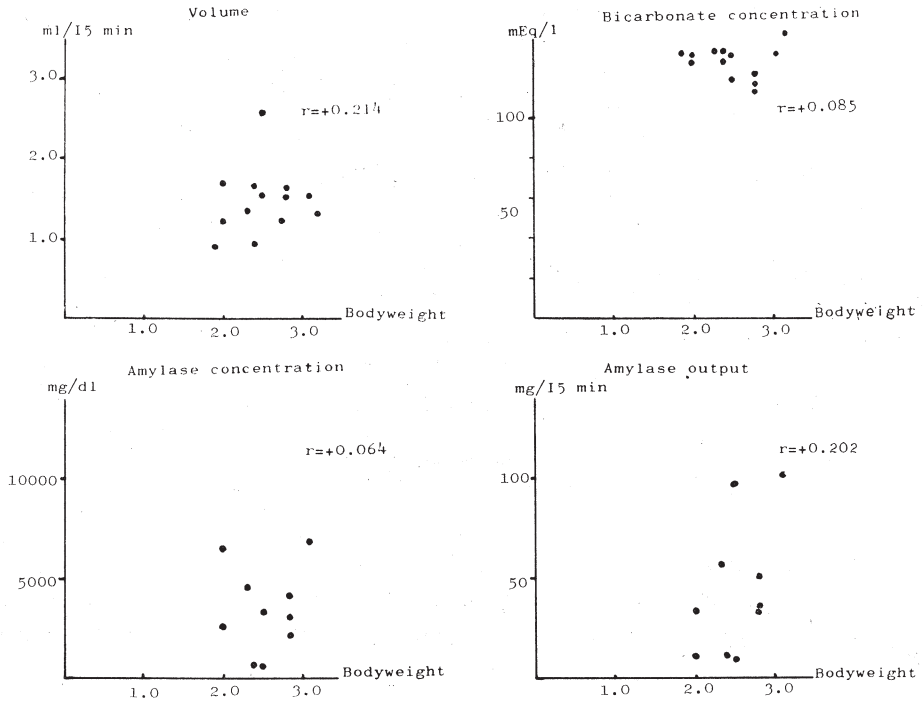 Volume
ml/I5 min
3.0
2.0
1.0
r=+0.214
Bodyweight
1.0 2.0 3.0
Bicarbonate concentration
mEq/l
100
50
r=+0.085
Bodyweight
1.0 2.0 3.0
Amylase concentration
mg/dl
10000
5000
r=+0.064
Bodyweight
1.0 2.0 3.0
Amylase output
mg/I5 min
100
50
r=+0.202
Bodyweight
1.0 2.0 3.0